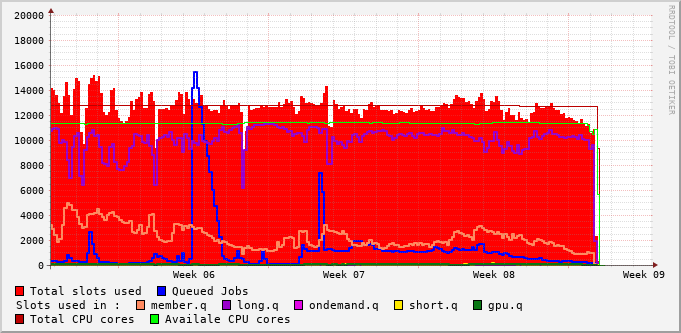 RRDTOOL / TOBI OETIKER
20000
18000
16000
14000
12000
10000
8000
6000
4000
2000
0
Week 06 Week 07 Week 08 Week 09
Total slots used Queued Jobs
Slots used in : member.q long.q ondemand.q short.q gpu.q
Total CPU cores Availale CPU cores